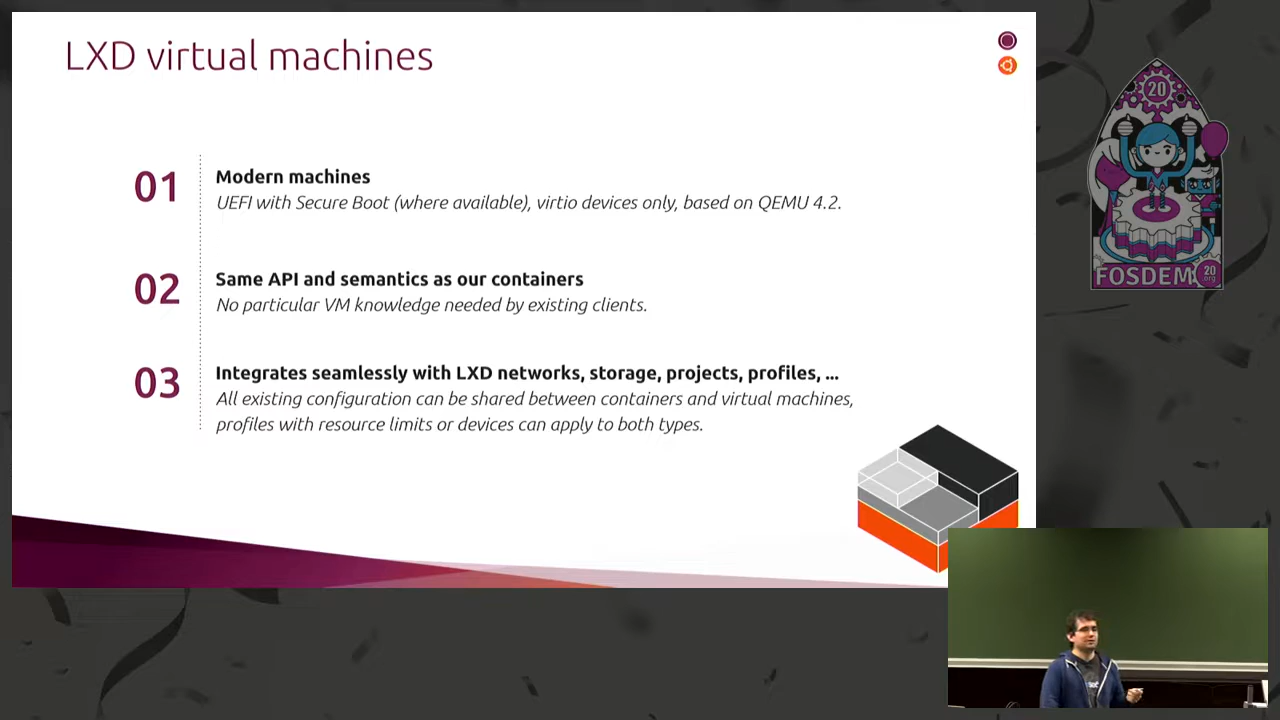 LXD virtual machines
01
Modern machines
UEFI with Secure Boot (where available), virtio devices only, based on QEMU 4.2.
02
Same API and semantics as our containers
No particular VM knowledge needed by existing clients.
03
Integrates seamlessly with LXD networks, storage, projects, profiles, ...
All existing configuration can be shared between containers and virtual machines,
profiles with resource limits or devices can apply to both types.
20
FOSDEM
20
.org